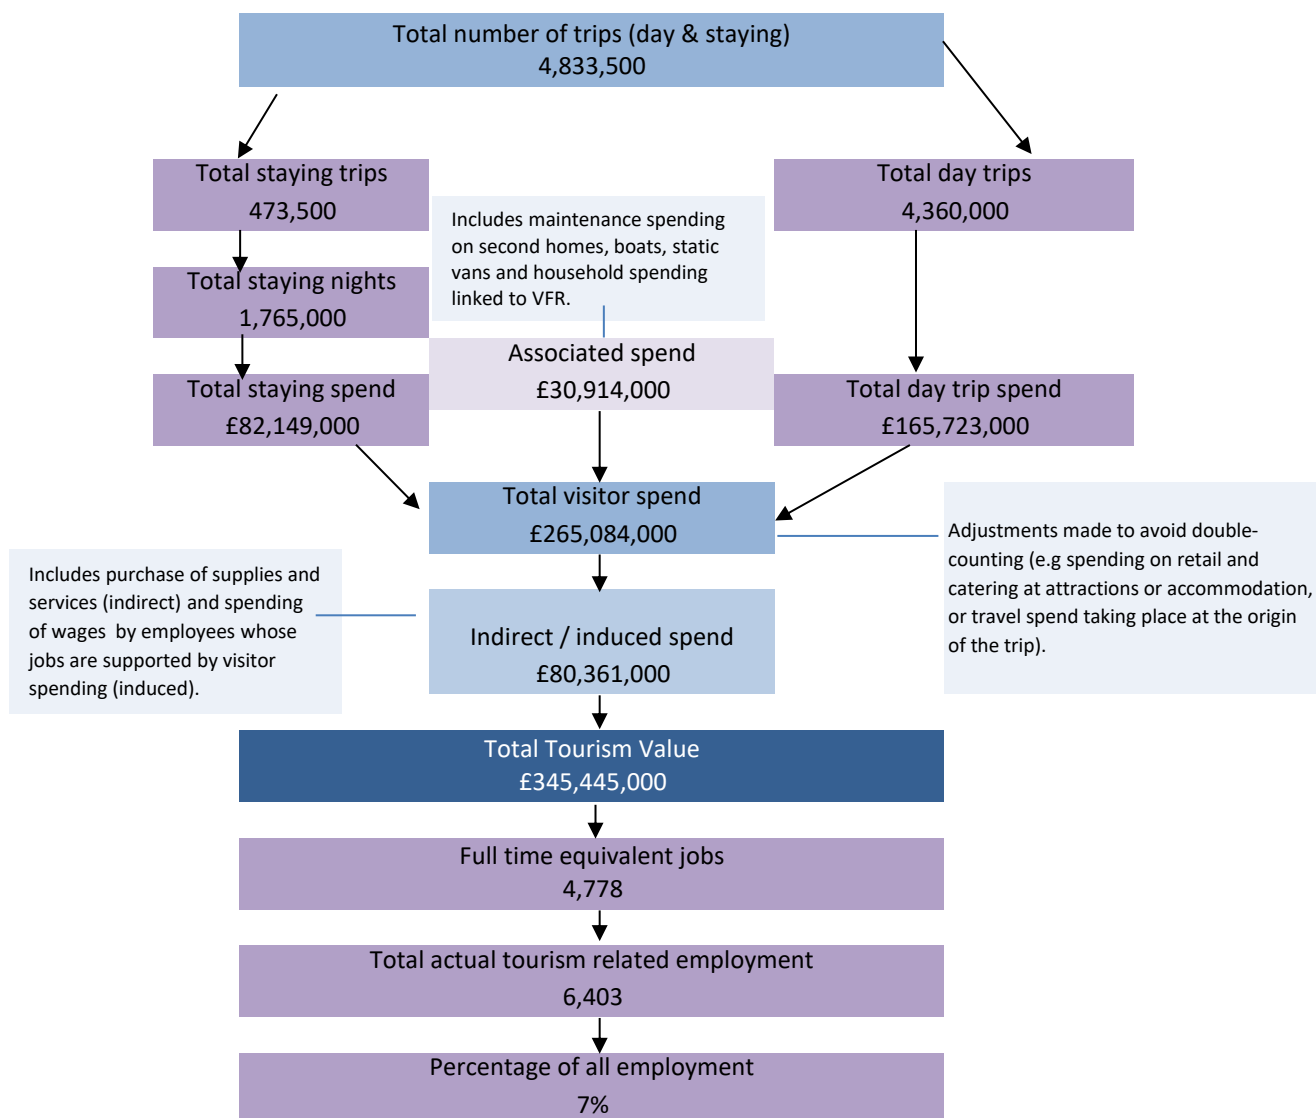 Total number of trips (day & staying)
4,833,500
Total staying trips
473,500
Total day trips
4,360,000
Includes maintenance spending
on second homes, boats, static
vans and household spending
linked to VFR.
Total staying nights
1,765,000
Associated spend
£30,914,000
Total staying spend
£82,149,000
Total day trip spend
£165,723,000
Total visitor spend
£265,084,000
Adjustments made to avoid double-
counting (e.g spending on retail and
catering at attractions or accommodation,
or travel spend taking place at the origin
of the trip).
Includes purchase of supplies and
services (indirect) and spending
of wages by employees whose
jobs are supported by visitor
spending (induced).
Indirect / induced spend
£80,361,000
Total Tourism Value
£345,445,000
Full time equivalent jobs
4,778
Total actual tourism related employment
6,403
Percentage of all employment
7%